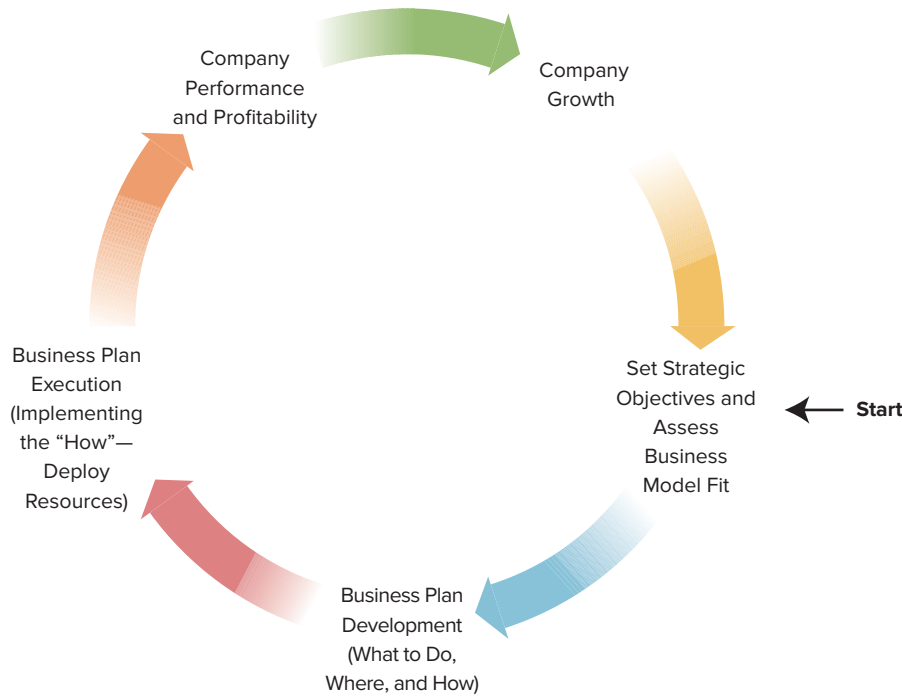 Company
Performance
and Profitability
Company
Growth
Set Strategic
Objectives and
Assess
Business
Model Fit
Start
Business Plan
Development
(What to Do,
Where, and How)
Business Plan
Execution
(Implementing
the “How”—
Deploy
Resources)